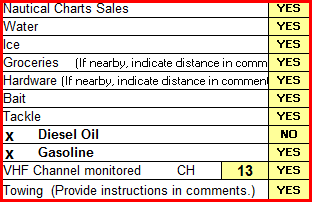 Nautical Charts Sales YES
Water YES
Ice YES
Groceries (If nearby, indicate distance in comm YES
Hardware (If nearby, indicate distance in comment YES
Bait YES
Tackle YES
x Diesel Oil NO
x Gasoline YES
VHF Channel monitored CH 13 YES
Towing (Provide instructions in comments.) YES